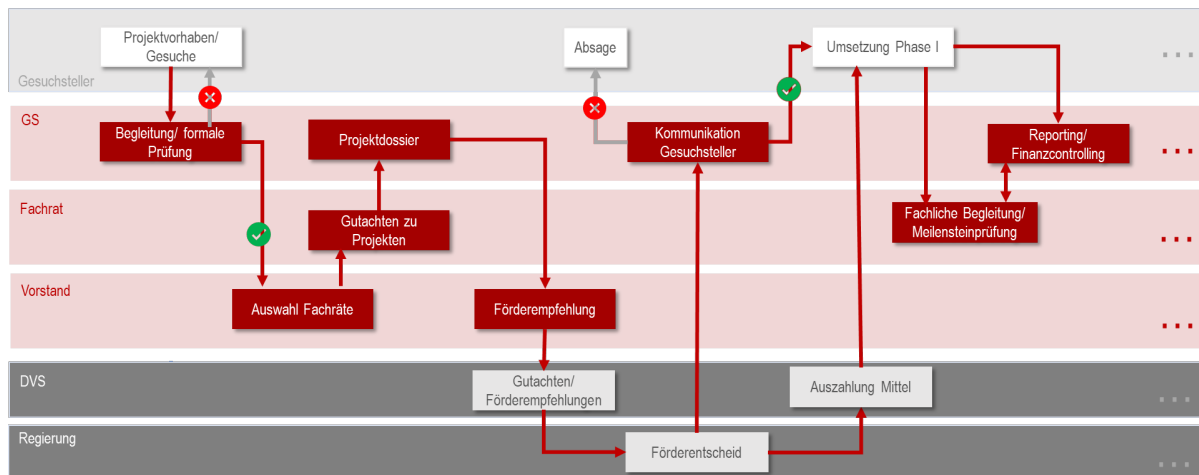 Projektvorhaben/
Gesuche
Absage
Umsetzung Phase I
...
Gesuchsteller
GS
Begleitung/ formale
Prüfung
Projektdossier
Kommunikation
Gesuchsteller
Reporting/
Finanzcontrolling
...
Fachrat
Gutachten zu
Projekten
Fachliche Begleitung/
Meilensteinprüfung
...
Vorstand
Auswahl Fachräte
Förderempfehlung
...
DVS
Gutachten/
Förderempfehlungen
Auszahlung Mittel
...
Regierung
Förderentscheid
...